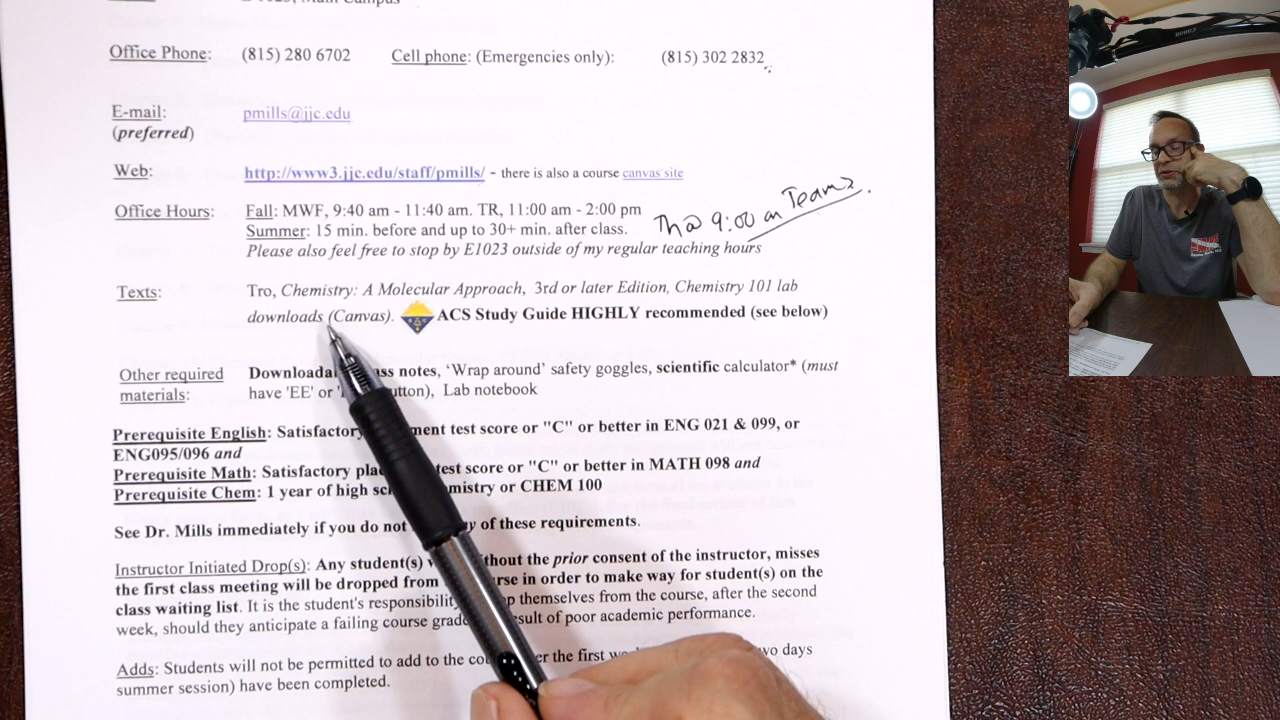 Main Campus
Office Phone: (815) 280 6702 Cell phone: (Emergencies only): (815) 302 2832
E-mail: pmills@jjc.edu
(preferred)
Web: http://www3.jjc.edu/staff/pmills/ - there is also a course canvas site
Office Hours: Fall: MWF, 9:40 am - 11:40 am. TR, 11:00 am - 2:00 pm
Th@ 9:00 on Teams.
Summer: 15 min. before and up to 30+ min. after class.
Please also feel free to stop by E1023 outside of my regular teaching hours
Texts: Tro, Chemistry: A Molecular Approach, 3rd or later Edition, Chemistry 101 lab
downloads (Canvas). ACS Study Guide HIGHLY recommended (see below)
Other required Downloada ss notes, 'Wrap around' safety goggles, scientific calculator* (must
materials: have 'EE' or utton), Lab notebook
Prerequisite English: Satisfactory ment test score or "C" or better in ENG 021 & 099, or
ENG095/096 and
Prerequisite Math: Satisfactory pla test score or "C" or better in MATH 098 and
Prerequisite Chem: 1 year of high sc mistry or CHEM 100
See Dr. Mills immediately if you do not y of these requirements.
Instructor Initiated Drop(s): Any student(s) w thout the prior consent of the instructor, misses
the first class meeting will be dropped from rse in order to make way for student(s) on the
class waiting list. It is the student's responsibility p themselves from the course, after the second
week, should they anticipate a failing course grade sult of poor academic performance.
Adds: Students will not be permitted to add to the co er the first w wo days
summer session) have been completed.
Canon